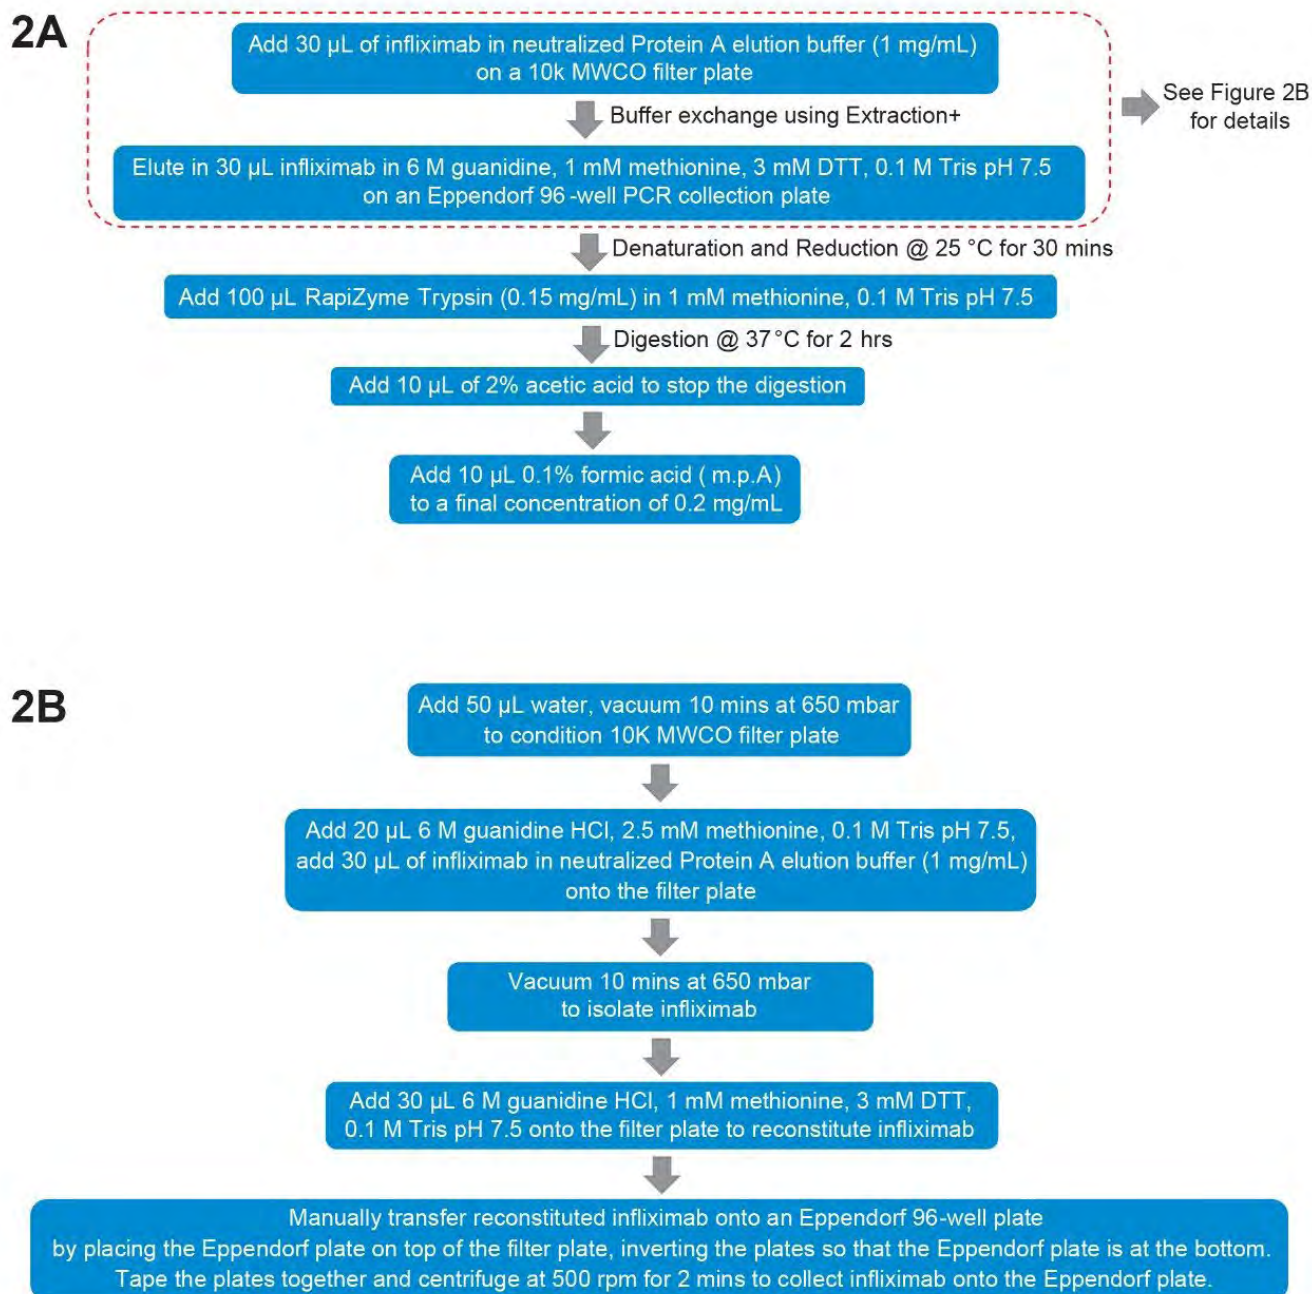 2A
Add 30 µL of infliximab in neutralized Protein A elution buffer (1 mg/mL)
on a 10k MWCO filter plate
See Figure 2B
for details
Buffer exchange using Extraction+
Elute in 30 µL infliximab in 6 M guanidine, 1 mM methionine, 3 mM DTT, 0.1 M Tris pH 7.5
on an Eppendorf 96-well PCR collection plate
Denaturation and Reduction @ 25 °C for 30 mins
Add 100 µL RapiZyme Trypsin (0.15 mg/mL) in 1 mM methionine, 0.1 M Tris pH 7.5
Digestion @ 37 °C for 2 hrs
Add 10 µL of 2% acetic acid to stop the digestion
Add 10 µL 0.1% formic acid ( m.p.A)
to a final concentration of 0.2 mg/mL
2B
Add 50 µL water, vacuum 10 mins at 650 mbar
to condition 10K MWCO filter plate
Add 20 µL 6 M guanidine HCl, 2.5 mM methionine, 0.1 M Tris pH 7.5,
add 30 µL of infliximab in neutralized Protein A elution buffer (1 mg/mL)
onto the filter plate
Vacuum 10 mins at 650 mbar
to isolate infliximab
Add 30 µL 6 M guanidine HCl, 1 mM methionine, 3 mM DTT,
0.1 M Tris pH 7.5 onto the filter plate to reconstitute infliximab
Manually transfer reconstituted infliximab onto an Eppendorf 96-well plate
by placing the Eppendorf plate on top of the filter plate, inverting the plates so that the Eppendorf plate is at the bottom.
Tape the plates together and centrifuge at 500 rpm for 2 mins to collect infliximab onto the Eppendorf plate.